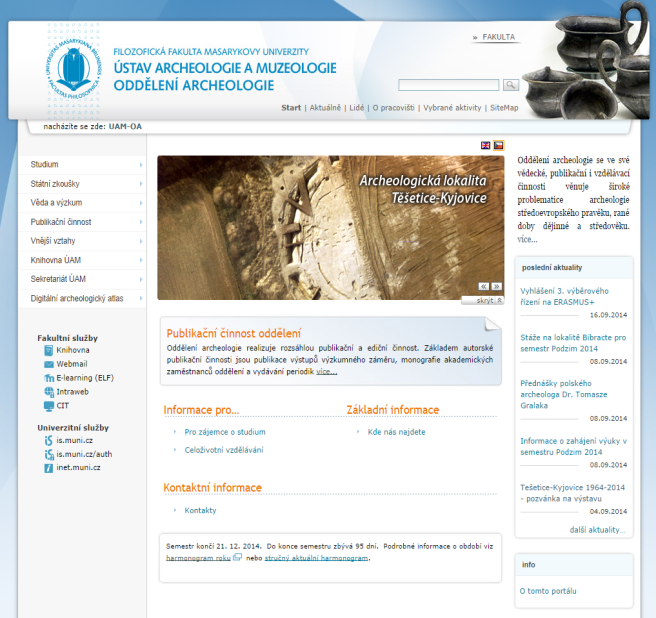 » FAKULTA
FILOZOFICKÁ FAKULTA MASARYKOVY UNIVERZITY
ÚSTAV ARCHEOLOGIE A MUZEOLOGIE
ODDĚLENÍ ARCHEOLOGIE
Start | Aktuálně | Lidé | O pracovišti | Vybrané aktivity | SiteMap
nacházíte se zde: ÚAM-OA
Studium
Státní zkoušky
Věda a výzkum
Publikační činnost
Vnější vztahy
Knihovna ÚAM
Sekretariát ÚAM
Digitální archeologický atlas
Fakultní služby
Knihovna
Webmail
E-learning (ELF)
Intraweb
CIT
Univerzitní služby
is.muni.cz
is.muni.cz/auth
inet.muni.cz
Archeologická lokalita
Těšetice-Kyjovice
skrýt
Publikační činnost oddělení
Oddělení archeologie realizuje rozsáhlou publikační a ediční činnost. Základem autorské
publikační činnosti jsou publikace výstupů výzkumného záměru, monografie akademických
zaměstnanců oddělení a vydávání periodik více...
Informace pro...
Pro zájemce o studium
Celoživotní vzdělávání
Základní informace
Kde nás najdete
Kontaktní informace
Kontakty
Semestr končí 21. 12. 2014. Do konce semestru zbývá 95 dní. Podrobné informace o období viz
harmonogram roku nebo stručný aktuální harmonogram.
Oddělení archeologie se ve své
vědecké, publikační i vzdělávací
činnosti věnuje široké
problematice archeologie
středoevropského pravěku, rané
doby dějinné a středověku.
více...
poslední aktuality
Vyhlášení 3. výběrového
řízení na ERASMUS+
16.09.2014
Stáže na lokalitě Bibracte pro
semestr Podzim 2014
08.09.2014
Přednášky polského
archeologa Dr. Tomasze
Gralaka
08.09.2014
Informace o zahájení výuky v
semestru Podzim 2014
08.09.2014
Těšetice-Kyjovice 1964-2014
- pozvánka na výstavu
04.09.2014
další aktuality...
info
O tomto portálu